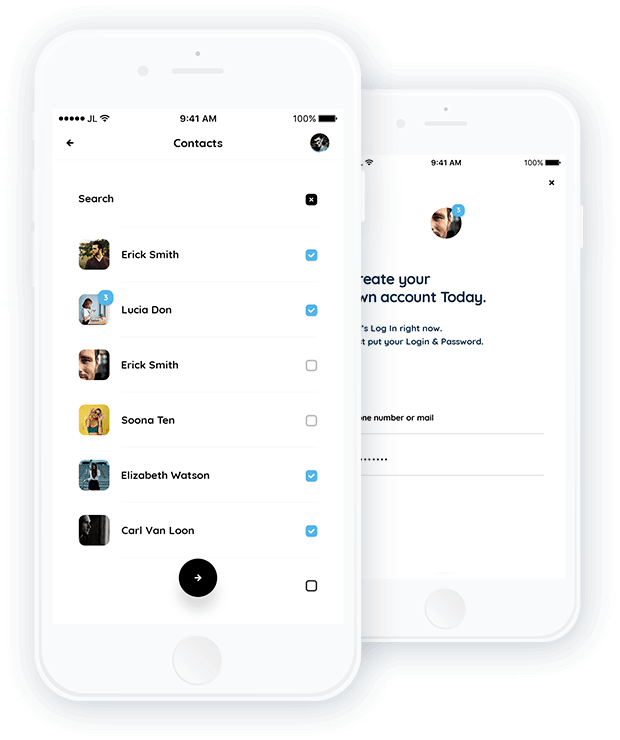 JL 9:41 AM 100%
Contacts
Search
Erick Smith
3
Lucia Don
Erick Smith
Soona Ten
Elizabeth Watson
Carl Van Loon
9:41 AM 100%
3
reate your
wn account Today.
's Log In right now.
t put your Login & Password.
ne number or mail